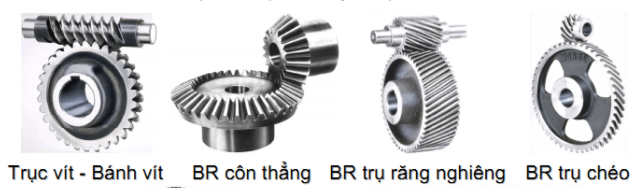 Trục vít - Bánh vít BR côn thẳng BR trụ răng nghiêng BR trụ chéo